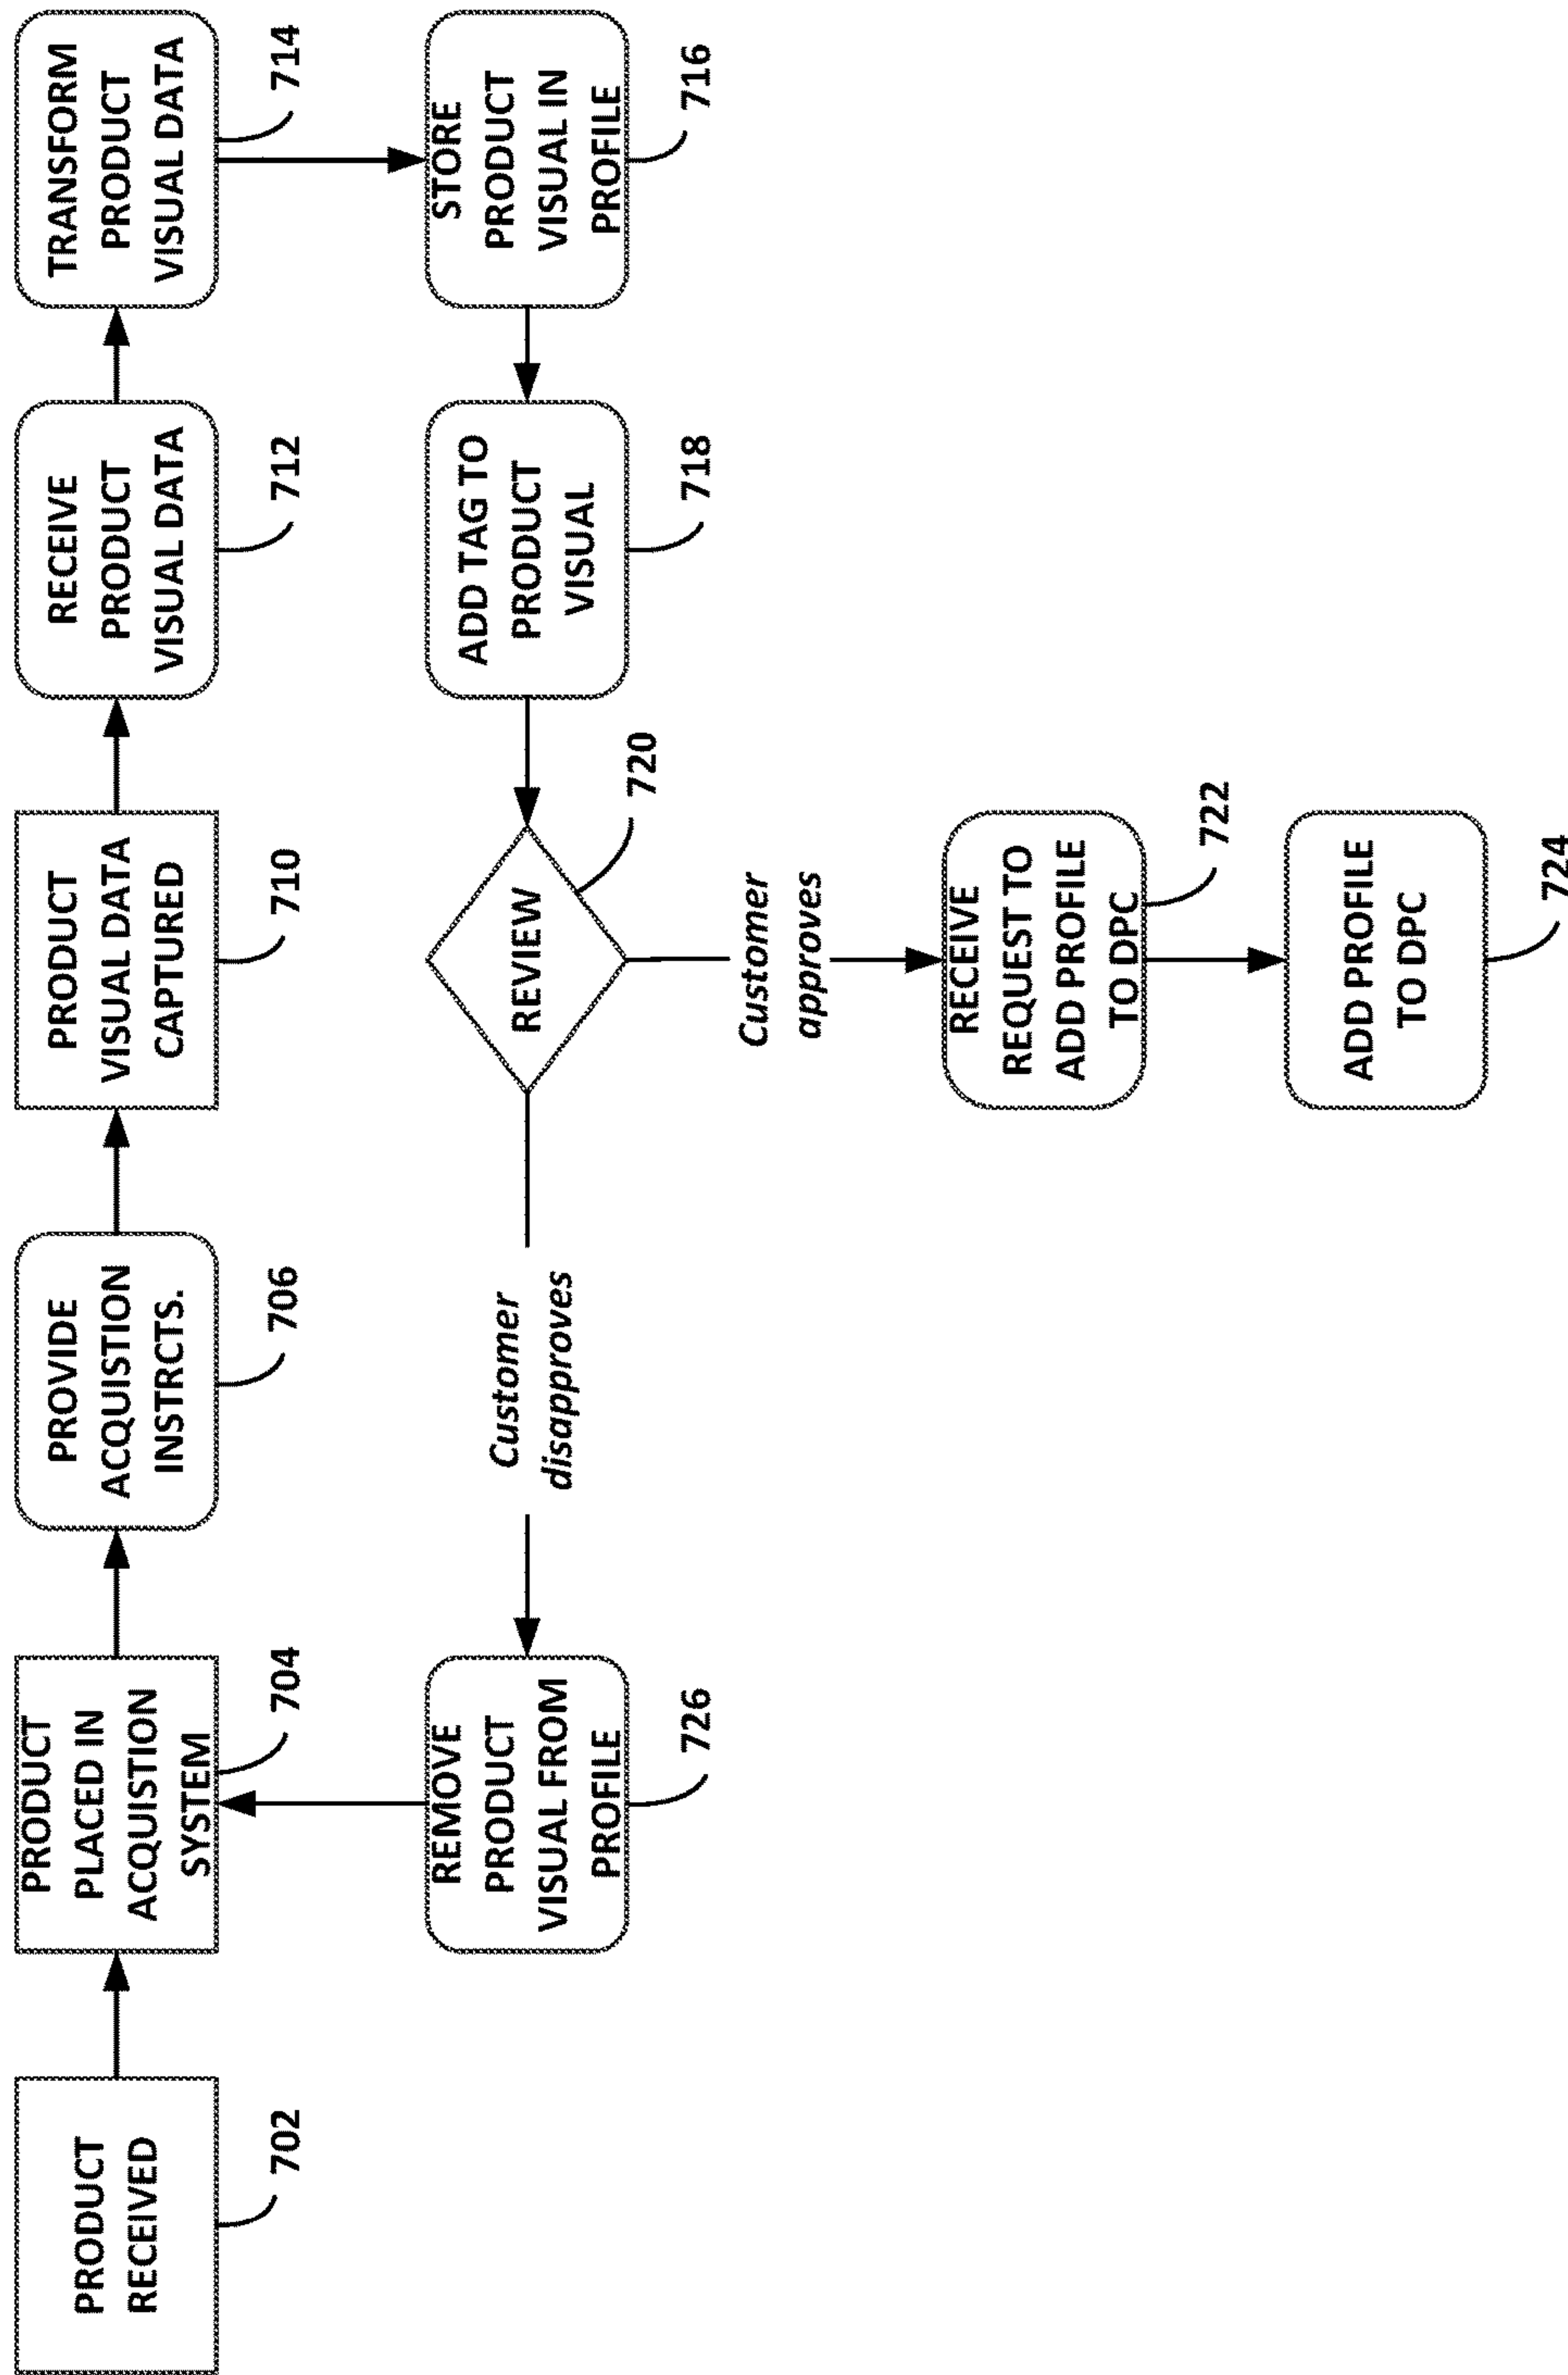 PRODUCT
RECEIVED
702
PRODUCT
PLACED IN
ACQUISTION
SYSTEM
704
PROVIDE
ACQUISTION
INSTRCTS.
706
PRODUCT
VISUAL DATA
CAPTURED
710
RECEIVE
PRODUCT
VISUAL DATA
712
TRANSFORM
PRODUCT
VISUAL DATA
714
STORE
PRODUCT
VISUAL IN
PROFILE
716
ADD TAG TO
PRODUCT
VISUAL
718
REVIEW
720
Customer
disapproves
REMOVE
PRODUCT
VISUAL FROM
PROFILE
726
Customer
approves
RECEIVE
REQUEST TO
ADD PROFILE
TO DPC
722
ADD PROFILE
TO DPC
724